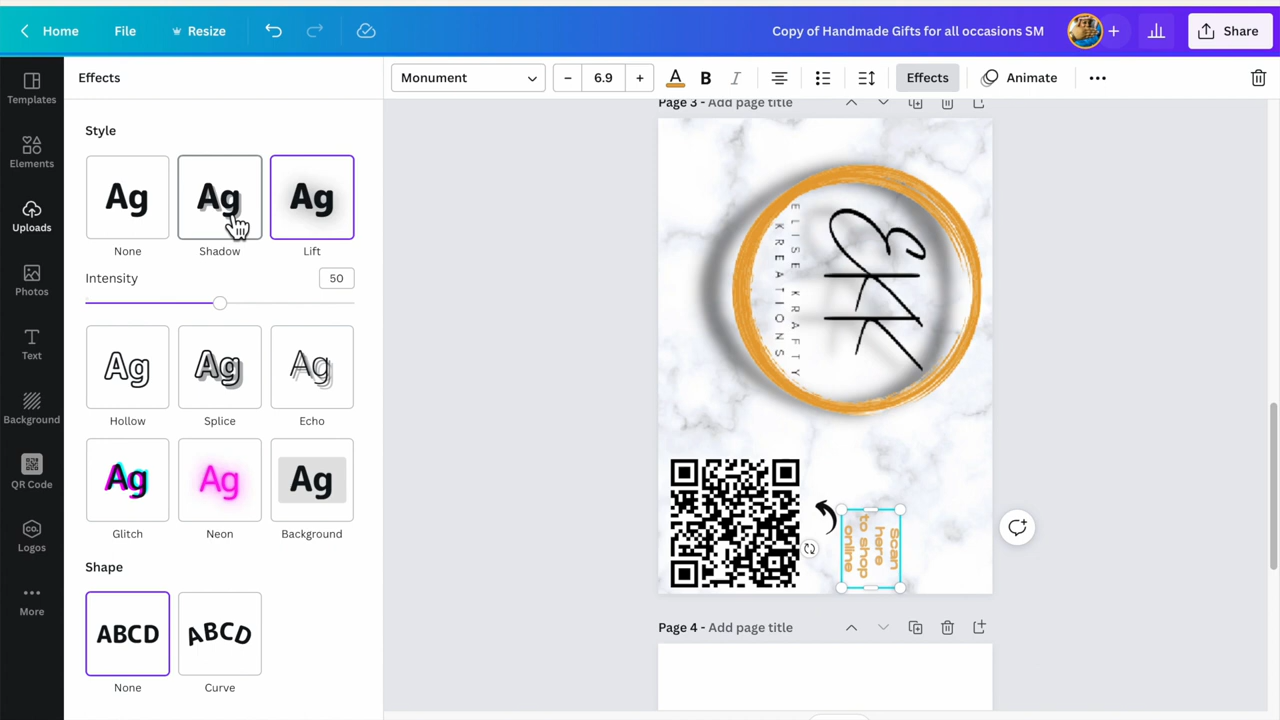 Home
File
Resize
Copy of Handmade Gifts for all occasions SM
Share
Templates
Elements
Uploads
Photos
Text
Background
QR Code
Logos
More
Effects
Style
Ag
Ag
Ag
None
Shadow
Lift
Intensity
50
Ag
Ag
Ag
Hollow
Splice
Echo
Ag
Ag
Ag
Glitch
Neon
Background
Shape
ABCD
ABCD
None
Curve
Monument
6.9
A
B
I
Effects
Animate
Page 3 - Add page title
EKK
ELISE KRAFTY
KREATIONS
Scan
here
to shop
online
Page 4 - Add page title
CO.